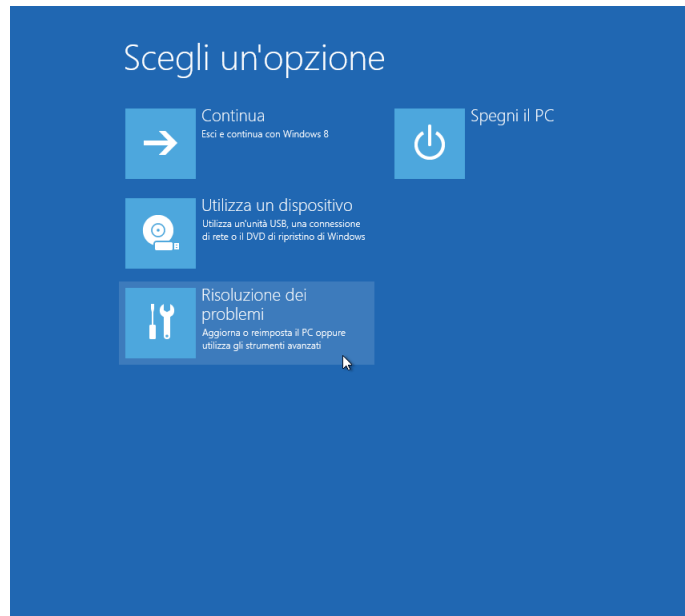 Scegli un'opzione
Continua
Esci e continua con Windows 8
Spegni il PC
Utilizza un dispositivo
Utilizza un'unità USB, una connessione
di rete o il DVD di ripristino di Windows
Risoluzione dei
problemi
Aggiorna o reimposta il PC oppure
utilizza gli strumenti avanzati